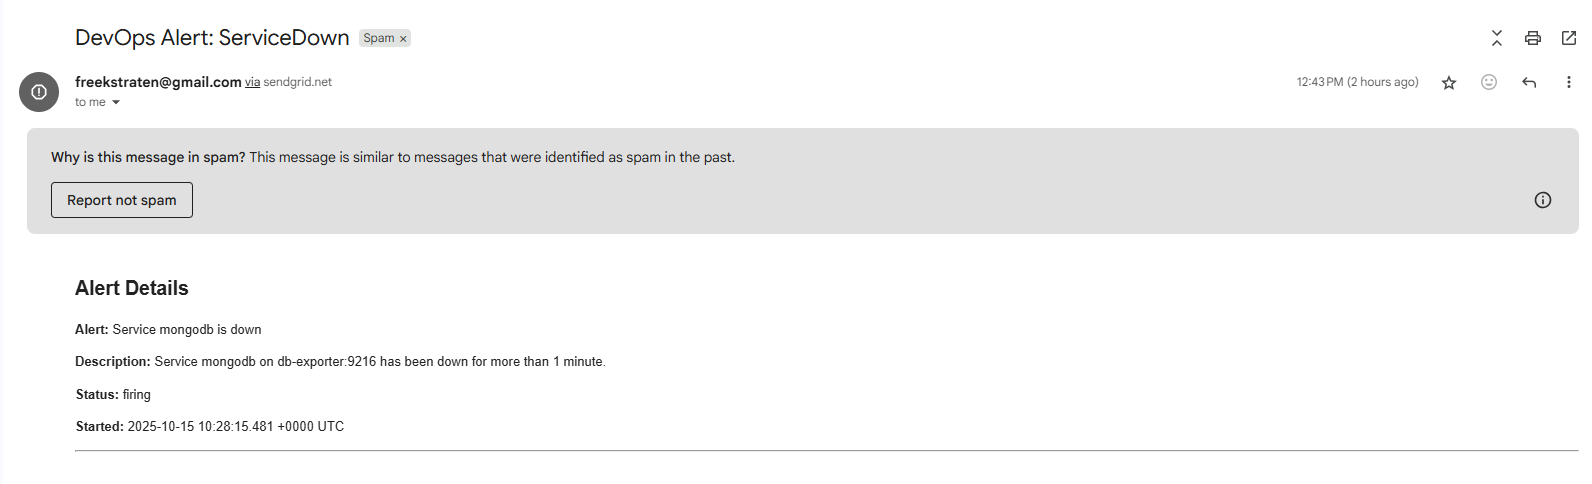 DevOps Alert: ServiceDown Spam ×
freekstraten@gmail.com via sendgrid.net 12:43 PM (2 hours ago)
to me
Why is this message in spam? This message is similar to messages that were identified as spam in the past.
Report not spam
Alert Details
Alert: Service mongodb is down
Description: Service mongodb on db-exporter:9216 has been down for more than 1 minute.
Status: firing
Started: 2025-10-15 10:28:15.481 +0000 UTC